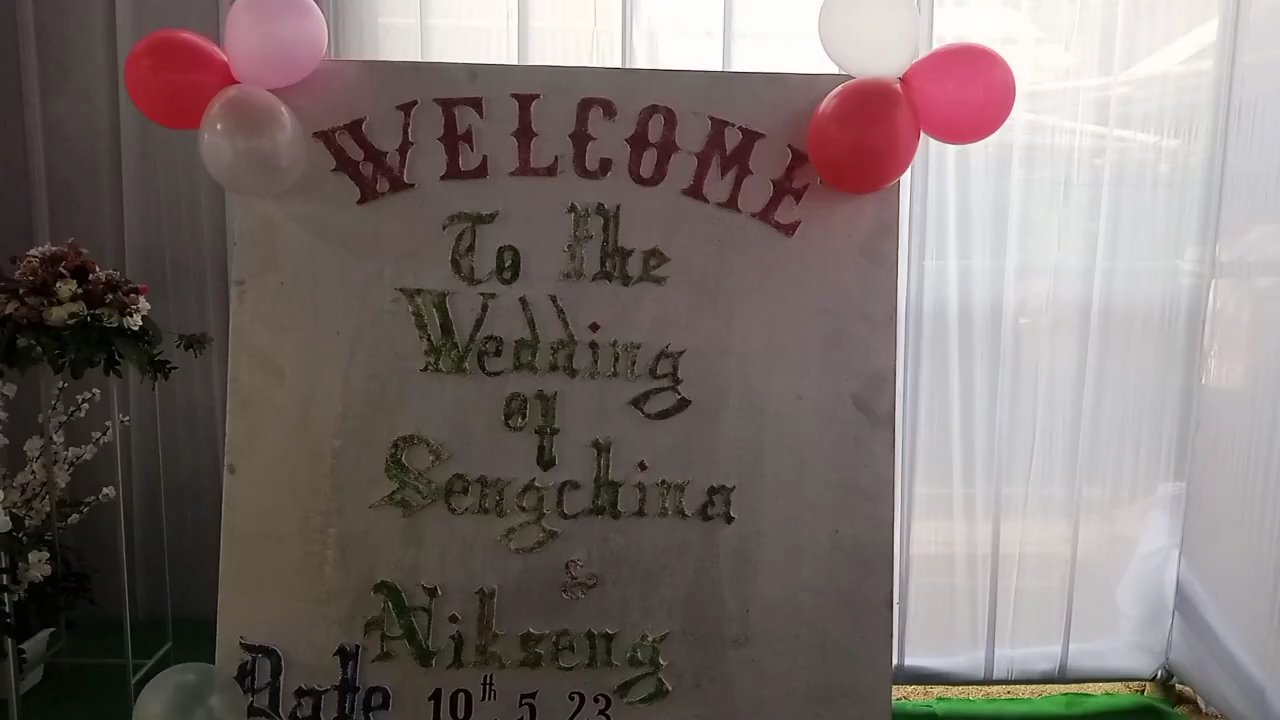 WELCOME
To the
Wedding
of
Sengchina
&
Nikseng
Date 10th. 5. 23